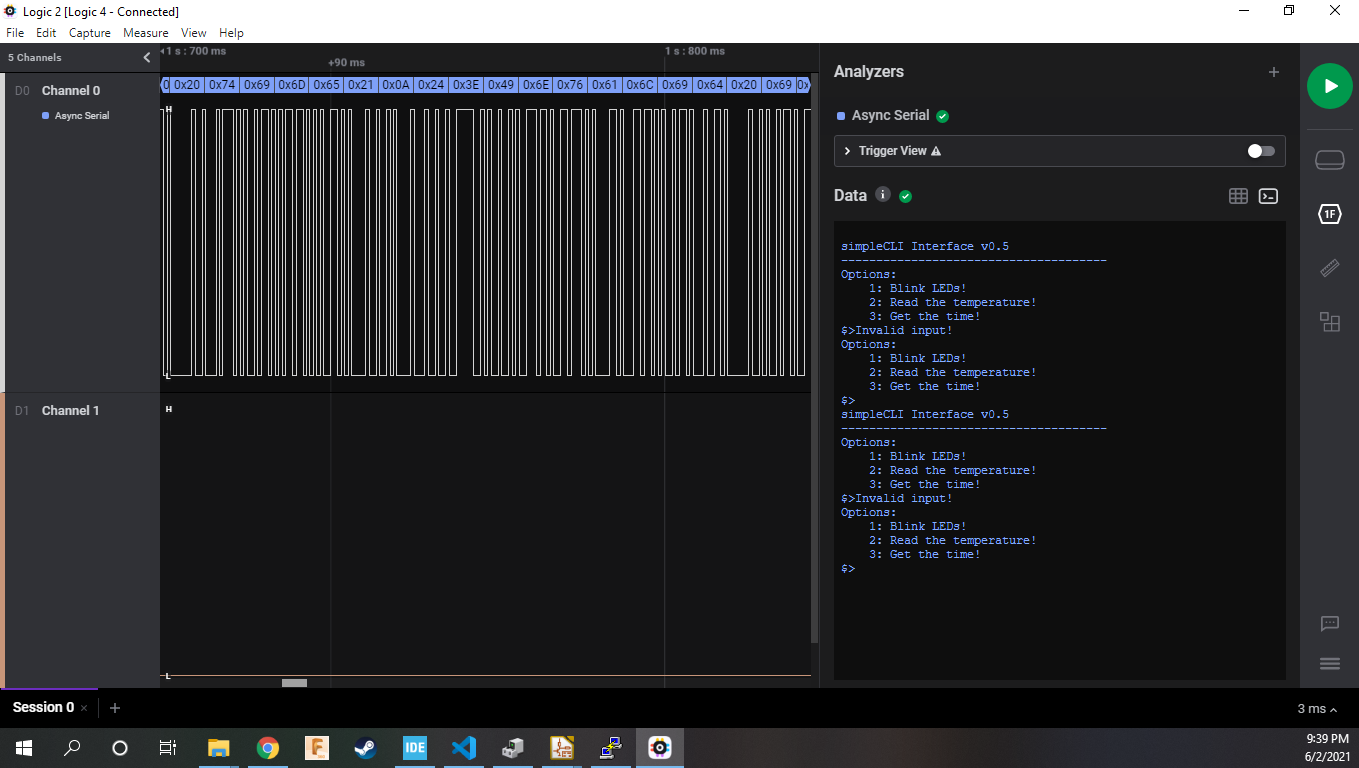 Logic 2 [Logic 4 - Connected]
File Edit Capture Measure View Help
5 Channels
1 s : 700 ms
1 s : 800 ms
+90 ms
D0 Channel 0
Async Serial
0 0x20 0x74 0x69 0x6D 0x65 0x21 0x0A 0x24 0x3E 0x49 0x6E 0x76 0x61 0x6C 0x69 0x64 0x20 0x69 0x
H
L
D1 Channel 1
H
L
Analyzers
Async Serial
Trigger View
Data
1F
simpleCLI Interface v0.5
--------------------------------------
Options:
1: Blink LEDs!
2: Read the temperature!
3: Get the time!
$>Invalid input!
Options:
1: Blink LEDs!
2: Read the temperature!
3: Get the time!
$>
simpleCLI Interface v0.5
--------------------------------------
Options:
1: Blink LEDs!
2: Read the temperature!
3: Get the time!
$>Invalid input!
Options:
1: Blink LEDs!
2: Read the temperature!
3: Get the time!
$>
Session 0
3 ms
IDE
9:39 PM
6/2/2021